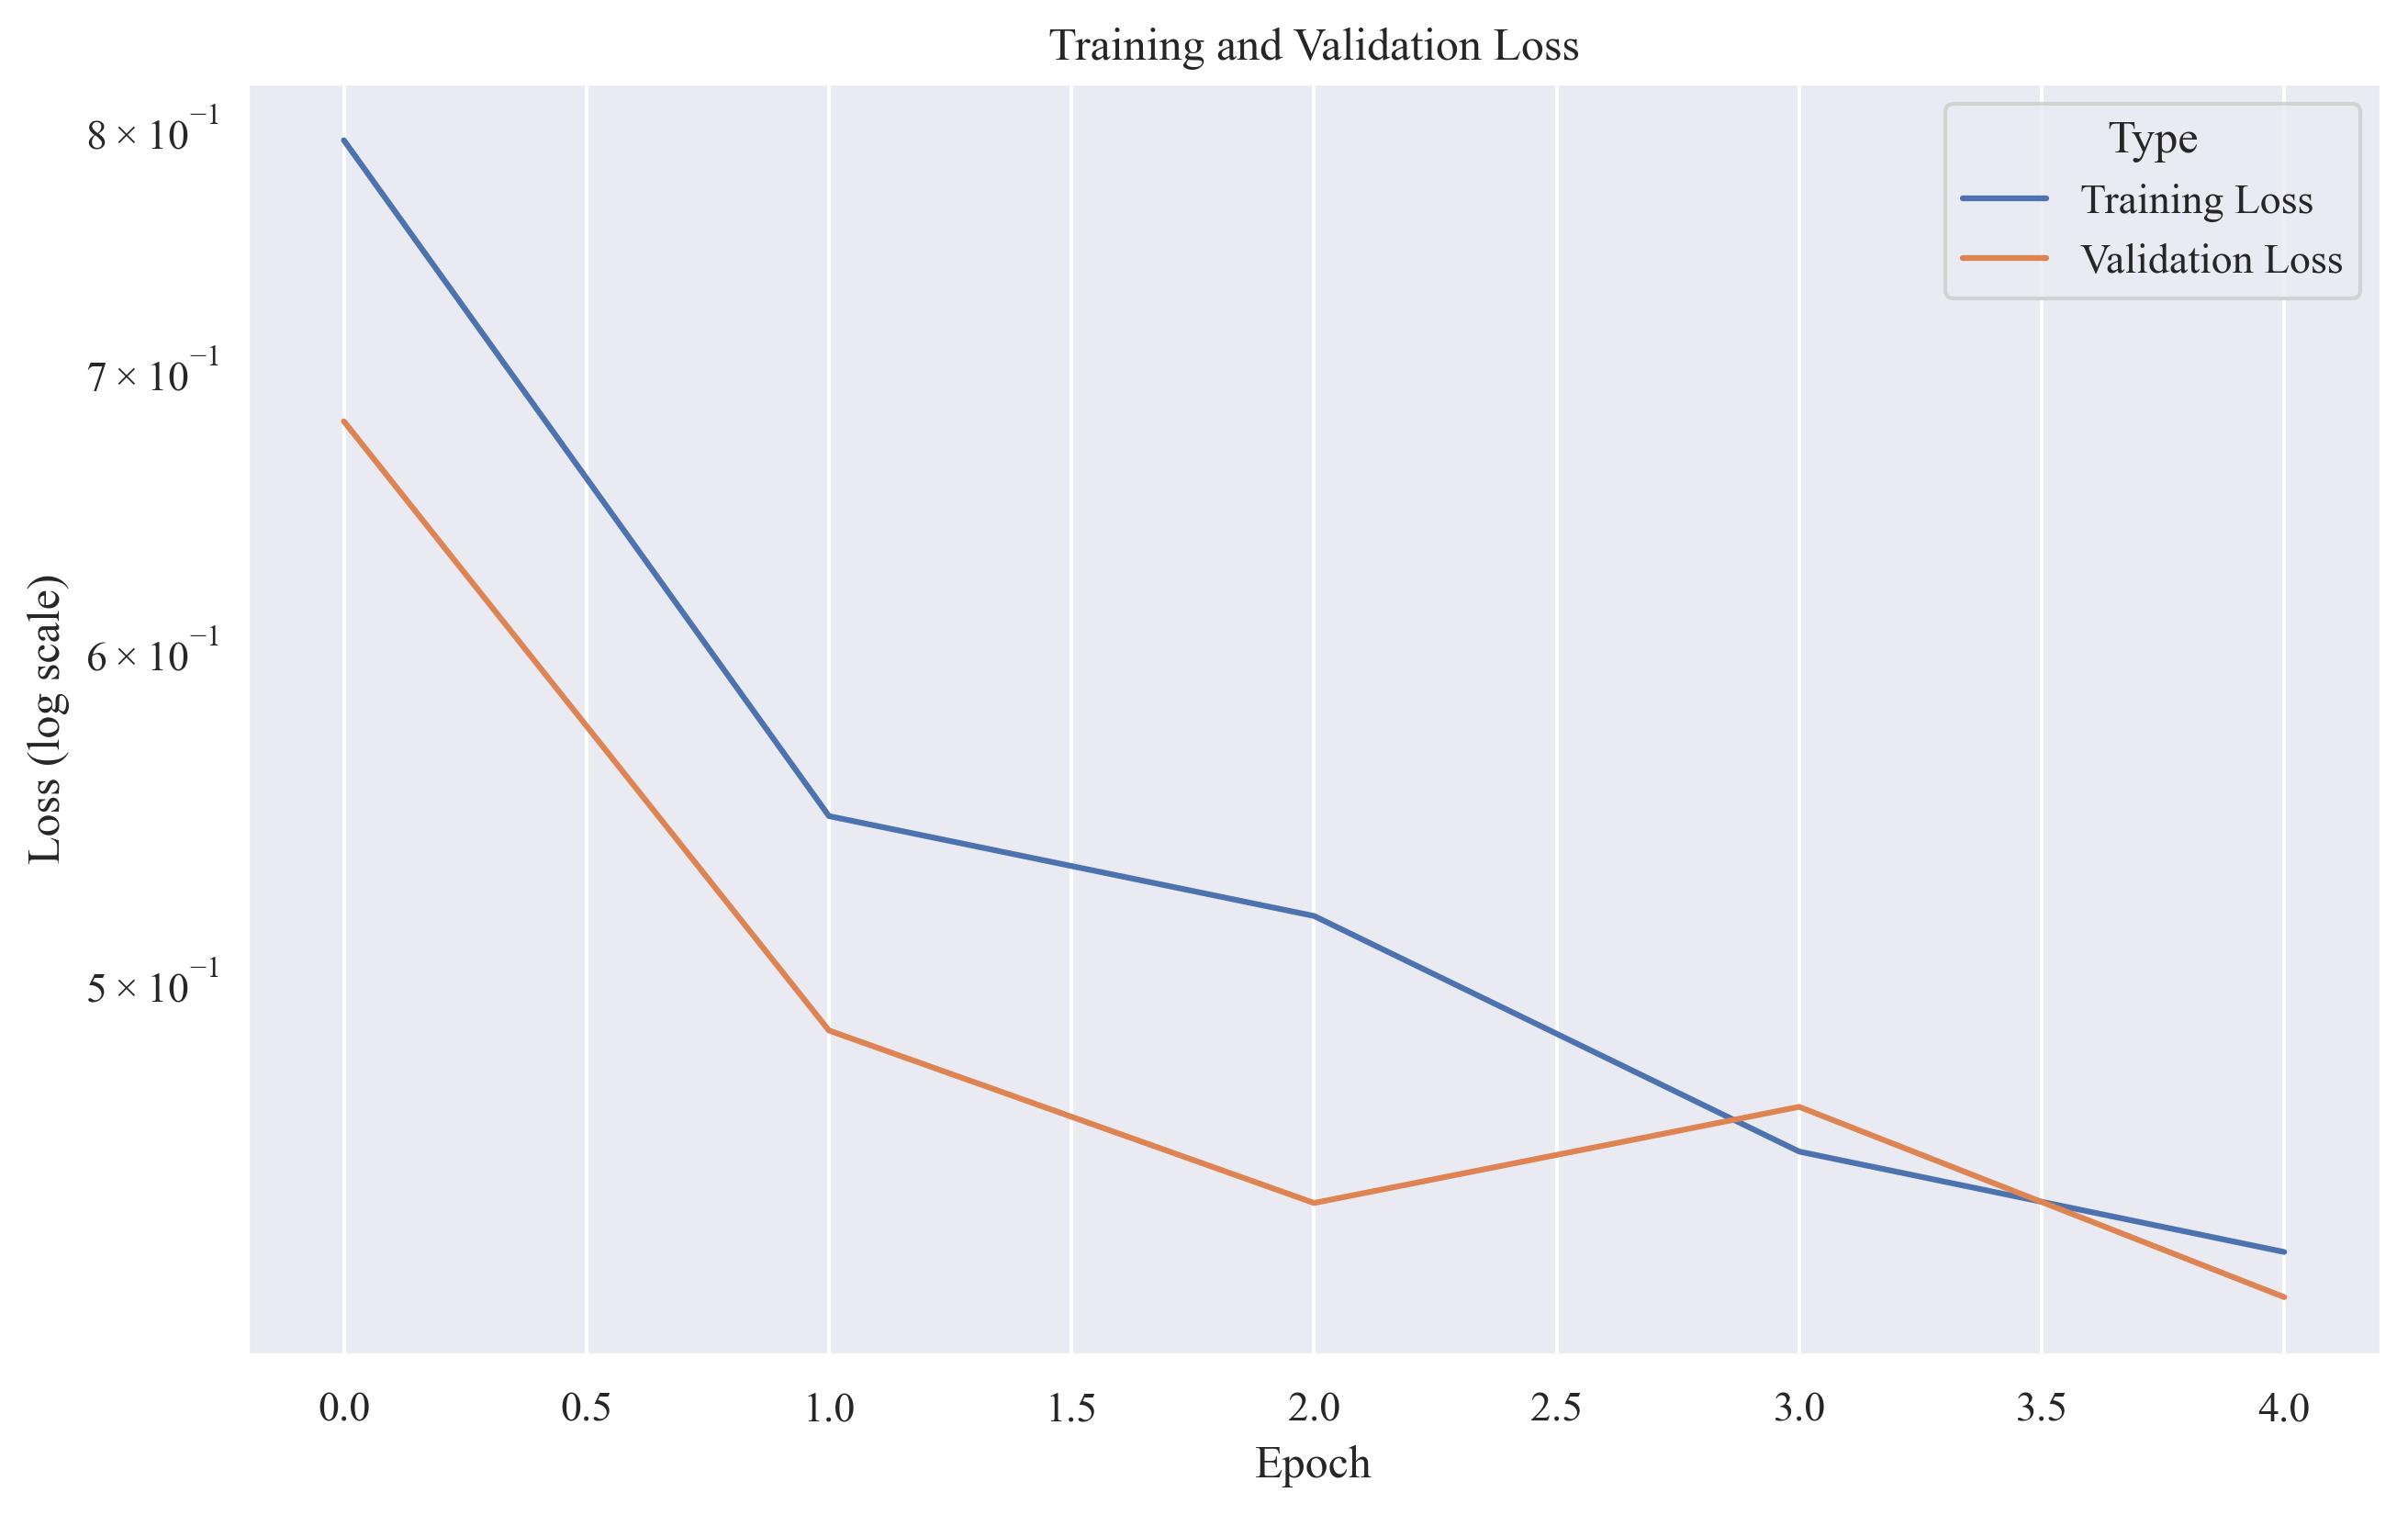 Training and Validation Loss
8 × 10⁻¹
7 × 10⁻¹
6 × 10⁻¹
5 × 10⁻¹
Loss (log scale)
Type
Training Loss
Validation Loss
0.0 0.5 1.0 1.5 2.0 2.5 3.0 3.5 4.0
Epoch